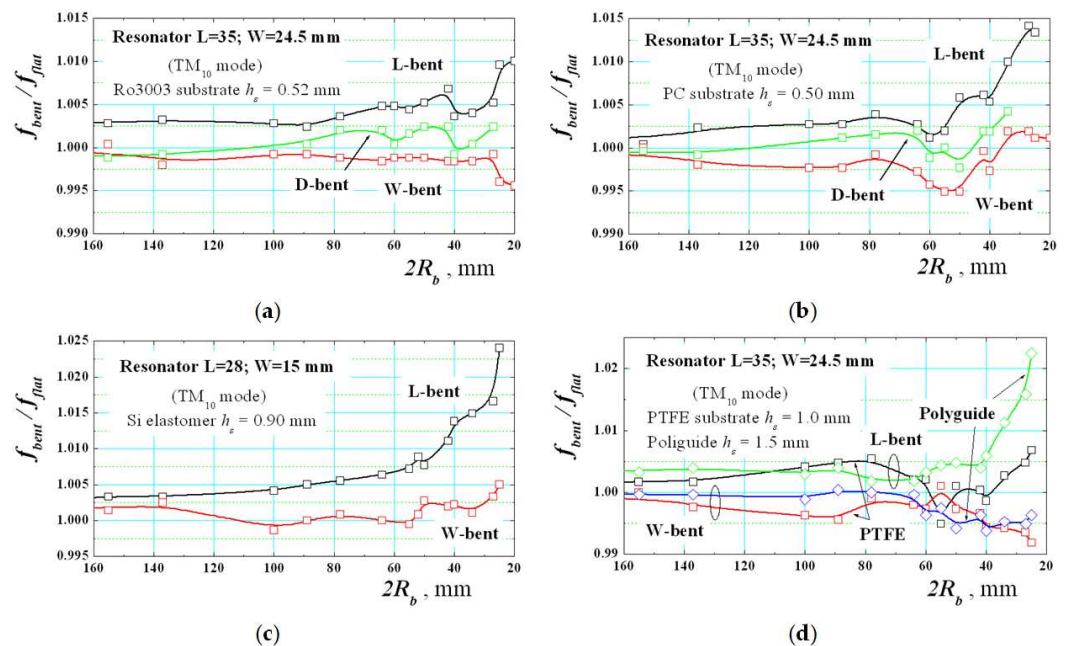 Resonator L=35; W=24.5 mm
(TM10 mode)
Ro3003 substrate hs = 0.52 mm
L-bent
D-bent
W-bent
fbent / fflat
1.015
1.010
1.005
1.000
0.995
0.990
160 140 120 100 80 60 40 20
2Rb , mm
(a)
Resonator L=35; W=24.5 mm
(TM10 mode)
PC substrate hs = 0.50 mm
L-bent
D-bent
W-bent
fbent / fflat
1.015
1.010
1.005
1.000
0.995
0.990
160 140 120 100 80 60 40 20
2Rb , mm
(b)
Resonator L=28; W=15 mm
(TM10 mode)
Si elastomer hs = 0.90 mm
L-bent
W-bent
fbent / fflat
1.025
1.020
1.015
1.010
1.005
1.000
0.995
160 140 120 100 80 60 40 20
2Rb , mm
(c)
Resonator L=35; W=24.5 mm
(TM10 mode)
PTFE substrate hs = 1.0 mm
Poliguide hs = 1.5 mm
Polyguide
L-bent
W-bent
PTFE
fbent / fflat
1.02
1.01
1.00
0.99
160 140 120 100 80 60 40 20
2Rb , mm
(d)